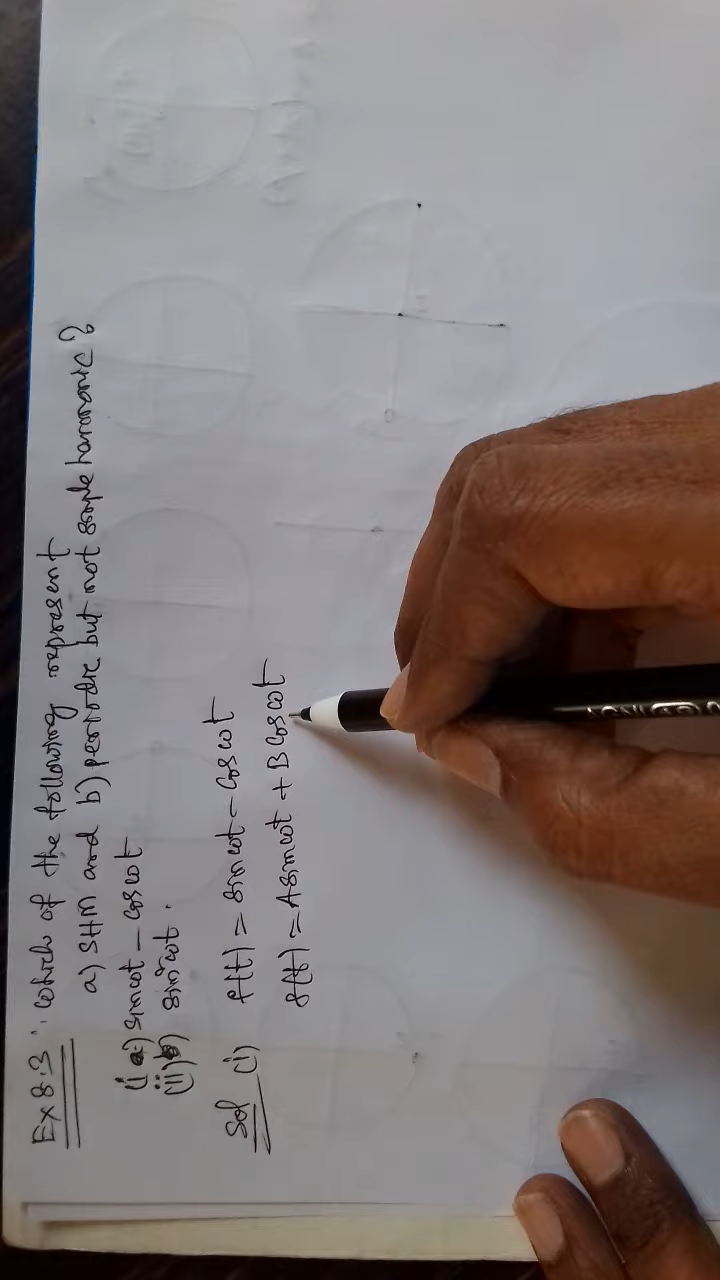 Ex 8.3 : which of the following represent
a) SHM and b) periodic but not simple harmonic?
(i) sinωt – cosωt
(ii) sin²ωt.
Sol (i) f(t) = sinωt – cosωt
f(t) = A sinωt + B cosωt